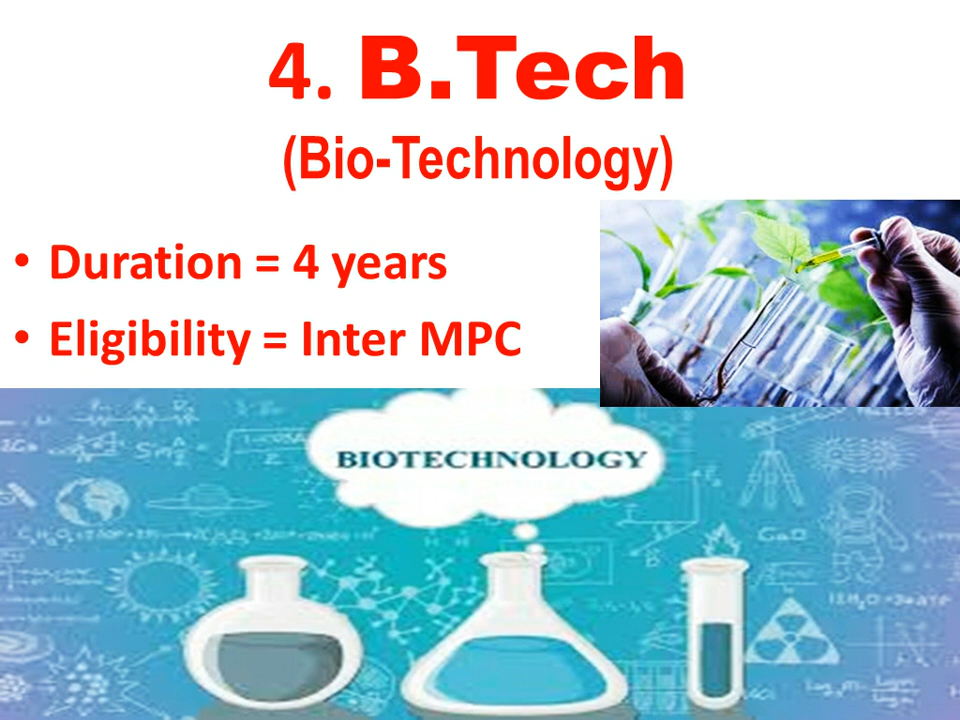 4. B.Tech
(Bio-Technology)
• Duration = 4 years
• Eligibility = Inter MPC
BIOTECHNOLOGY